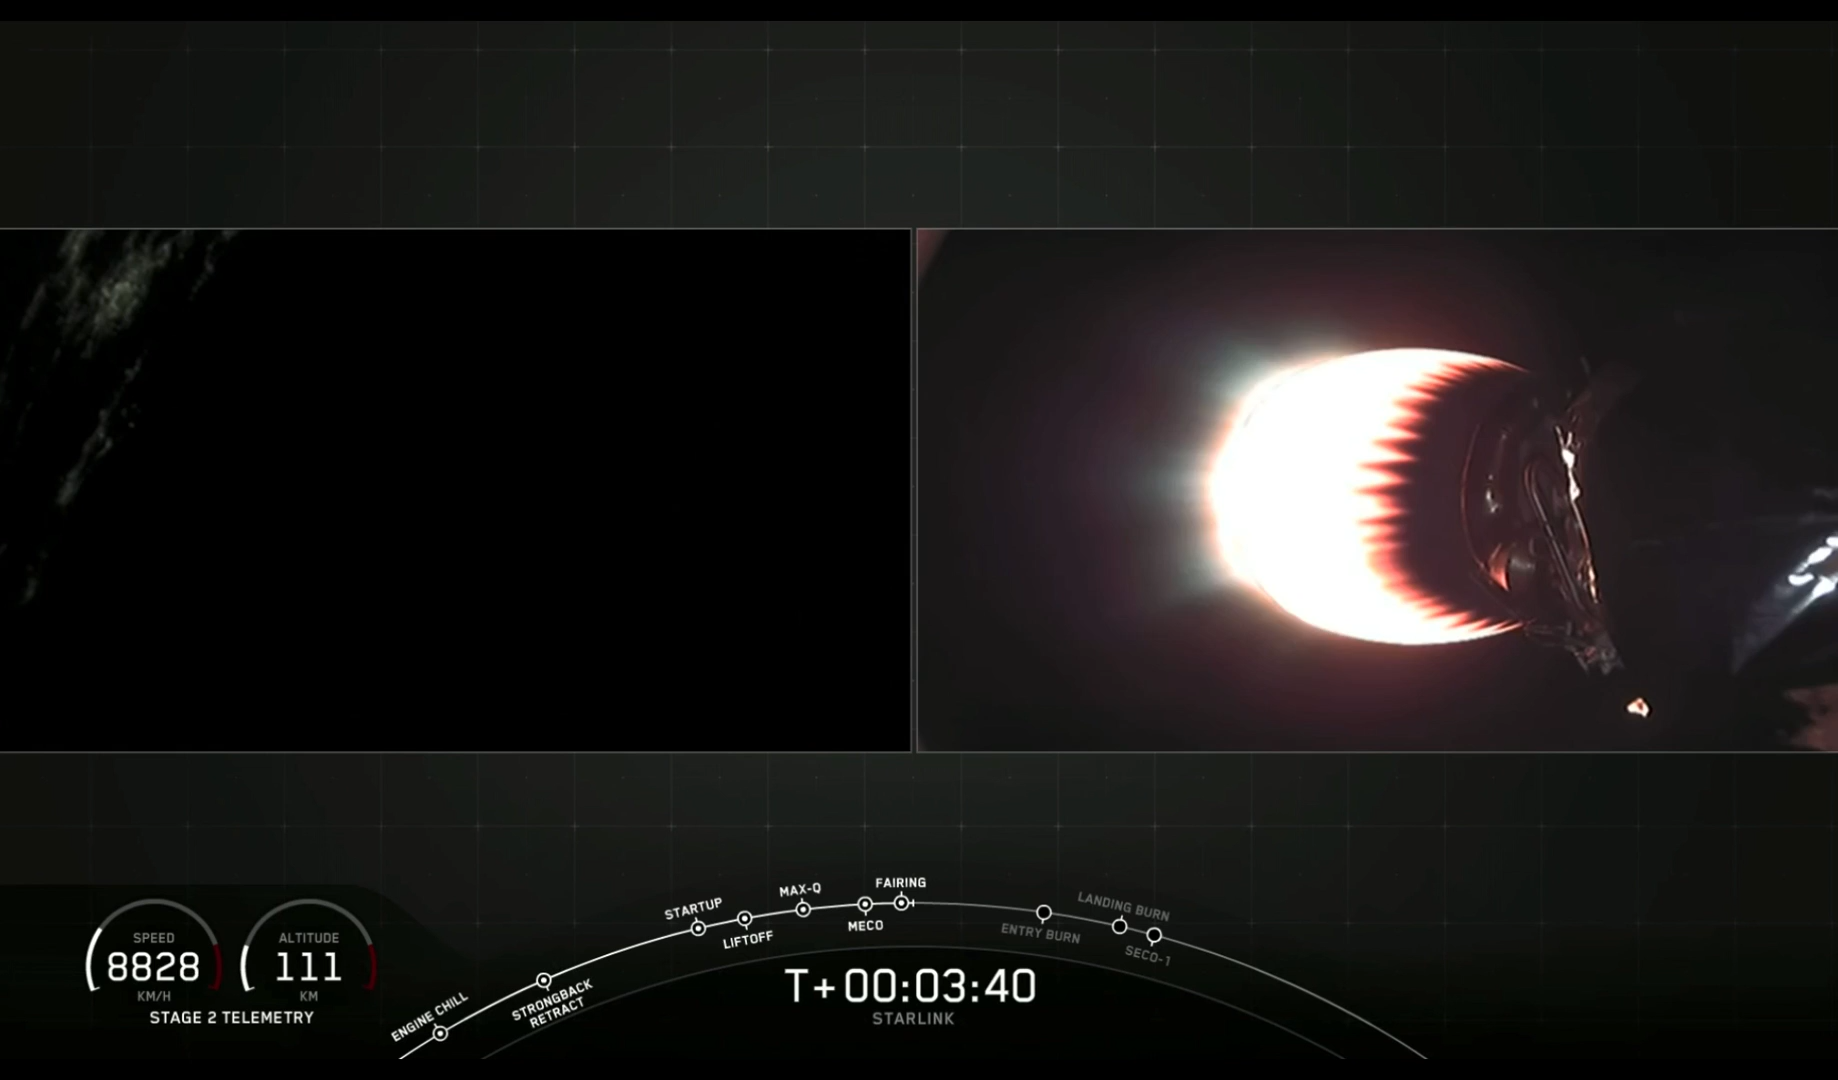 STARTUP
LIFTOFF
MAX-Q
MECO
FAIRING
ENTRY BURN
LANDING BURN
SECO-1
ENGINE CHILL
STRONGBACK
RETRACT
SPEED
8828
KM/H
ALTITUDE
111
KM
STAGE 2 TELEMETRY
T+00:03:40
STARLINK